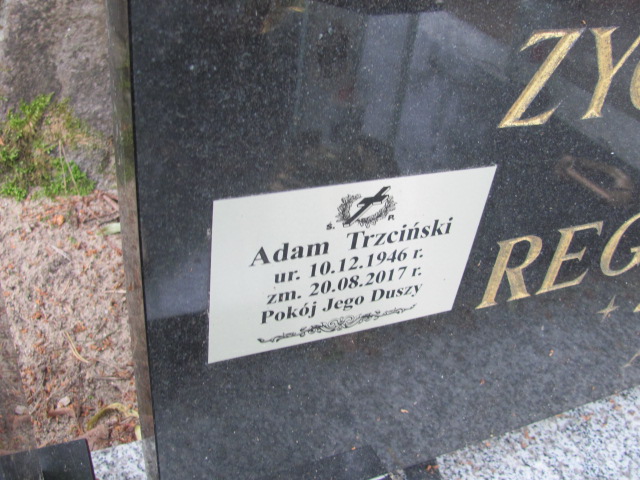 ZY
REG
Ś. P.
Adam Trzciński
ur. 10.12.1946 r.
zm. 20.08.2017 r.
Pokój Jego Duszy